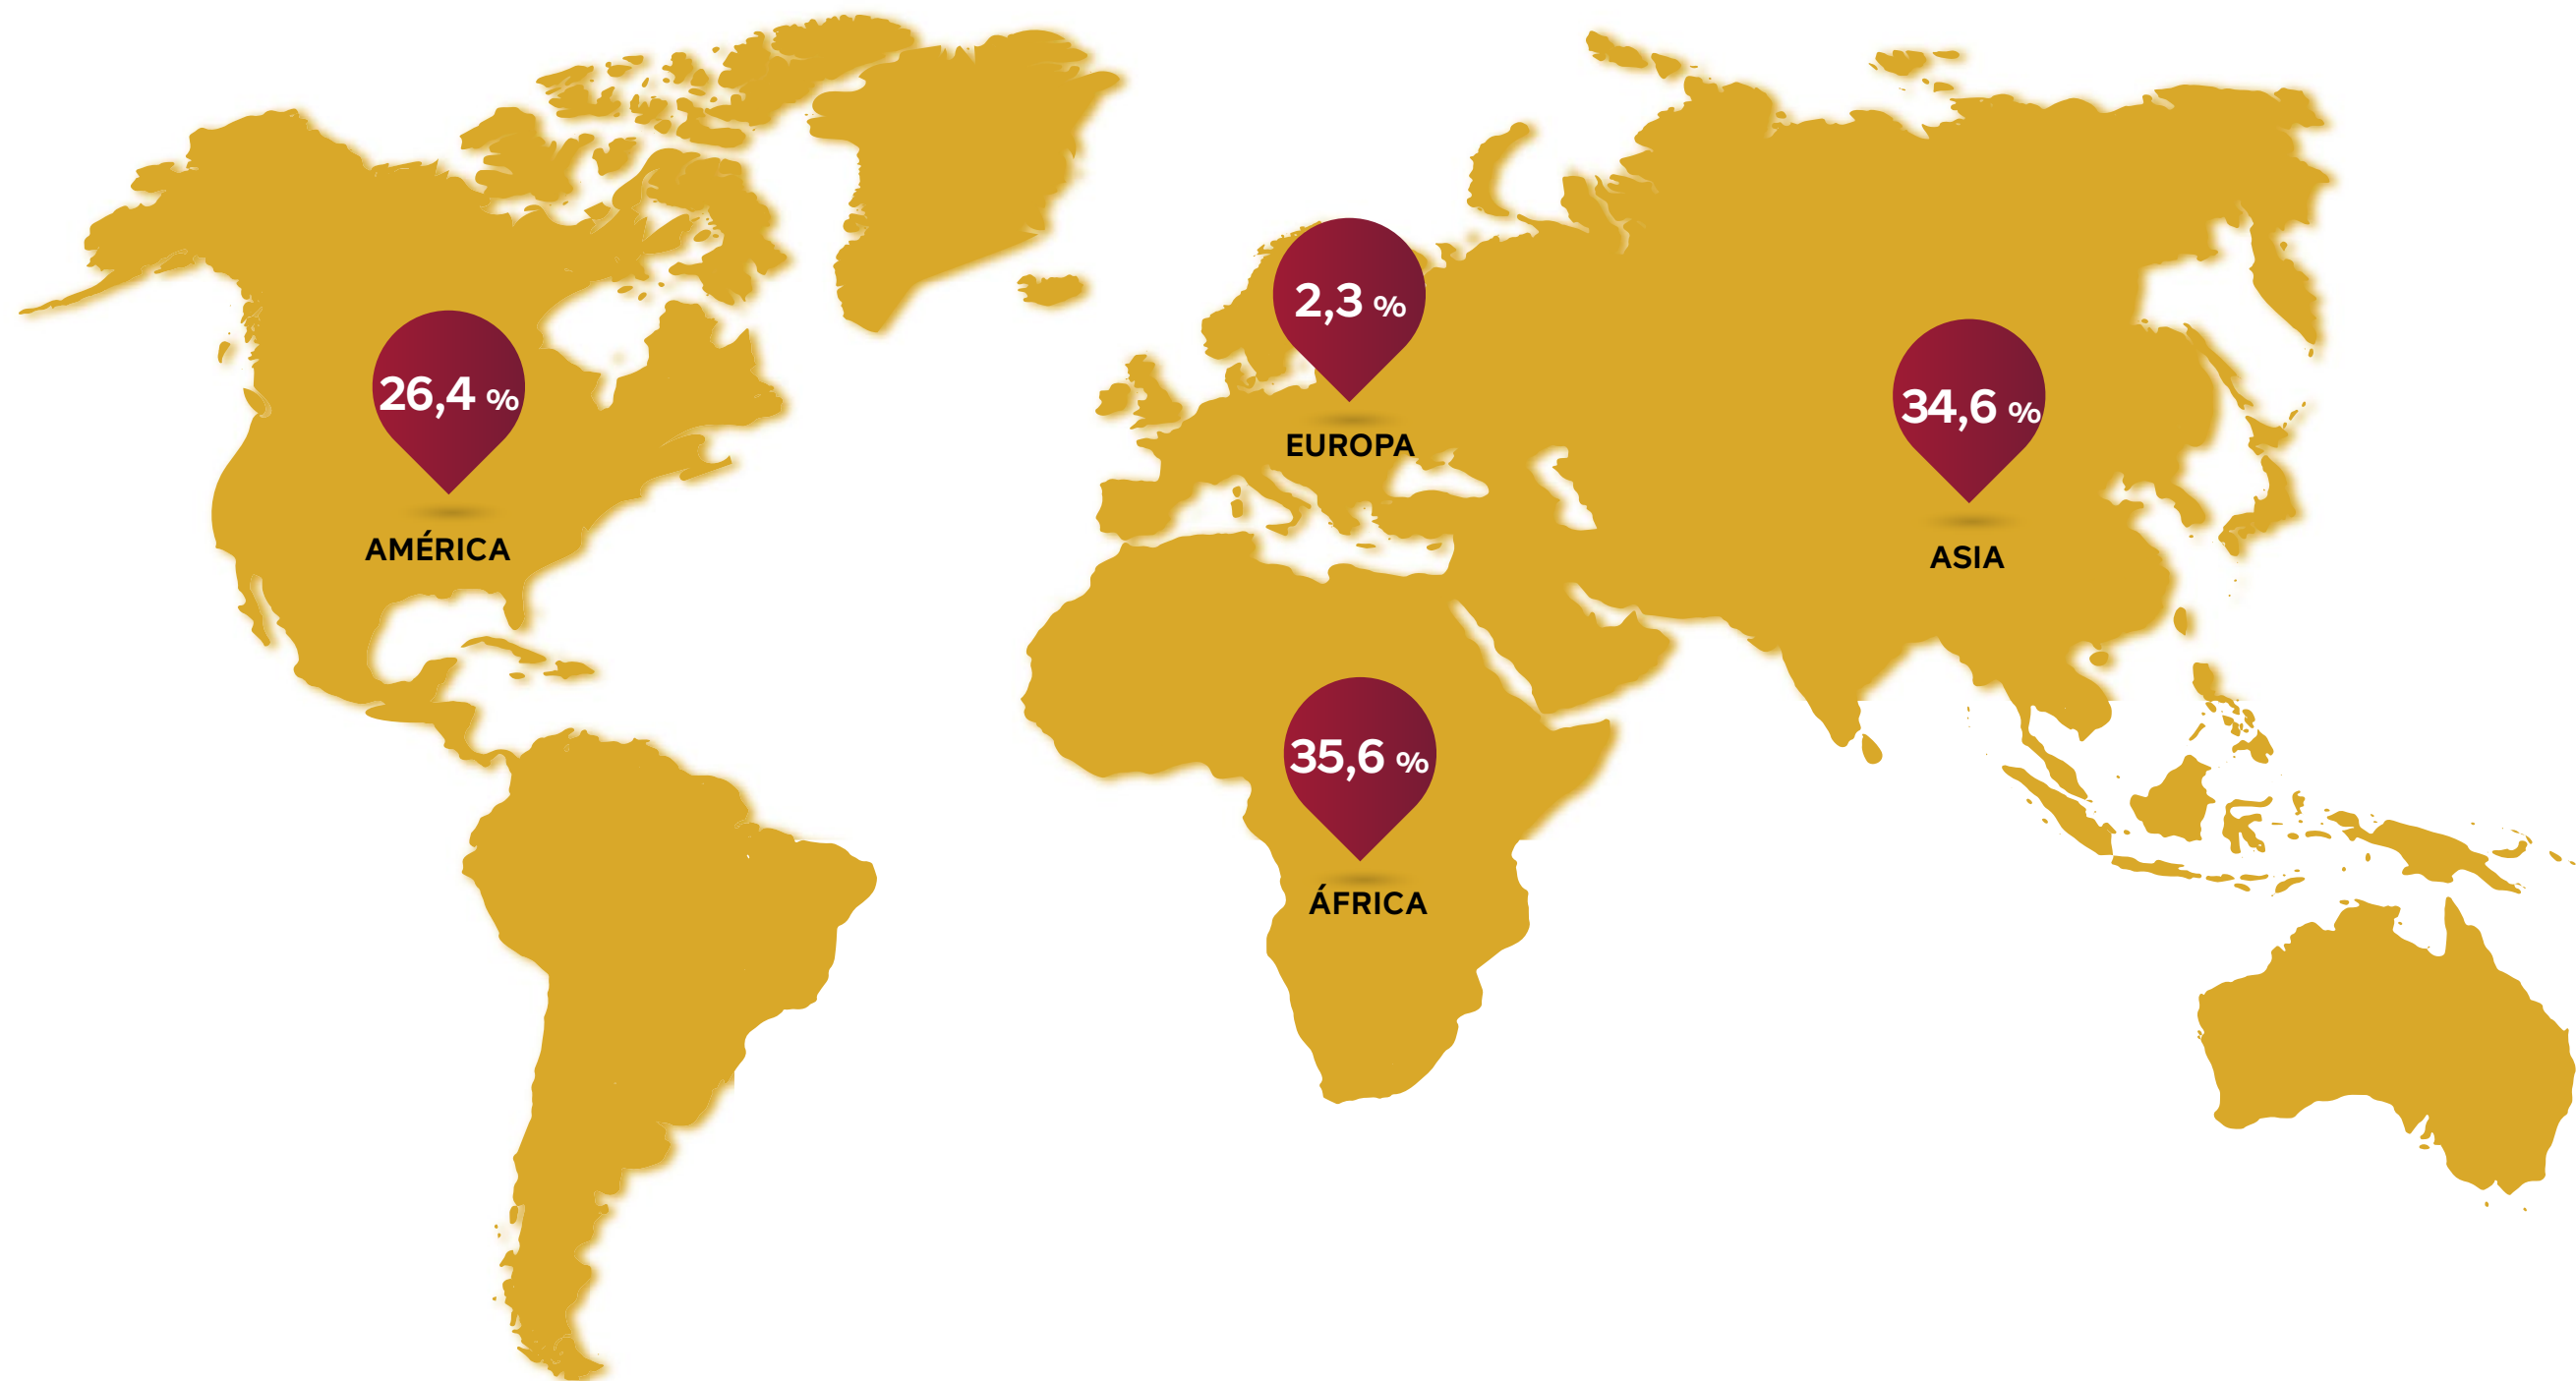 2,3 %
EUROPA
26,4 %
AMÉRICA
34,6 %
ASIA
35,6 %
ÁFRICA